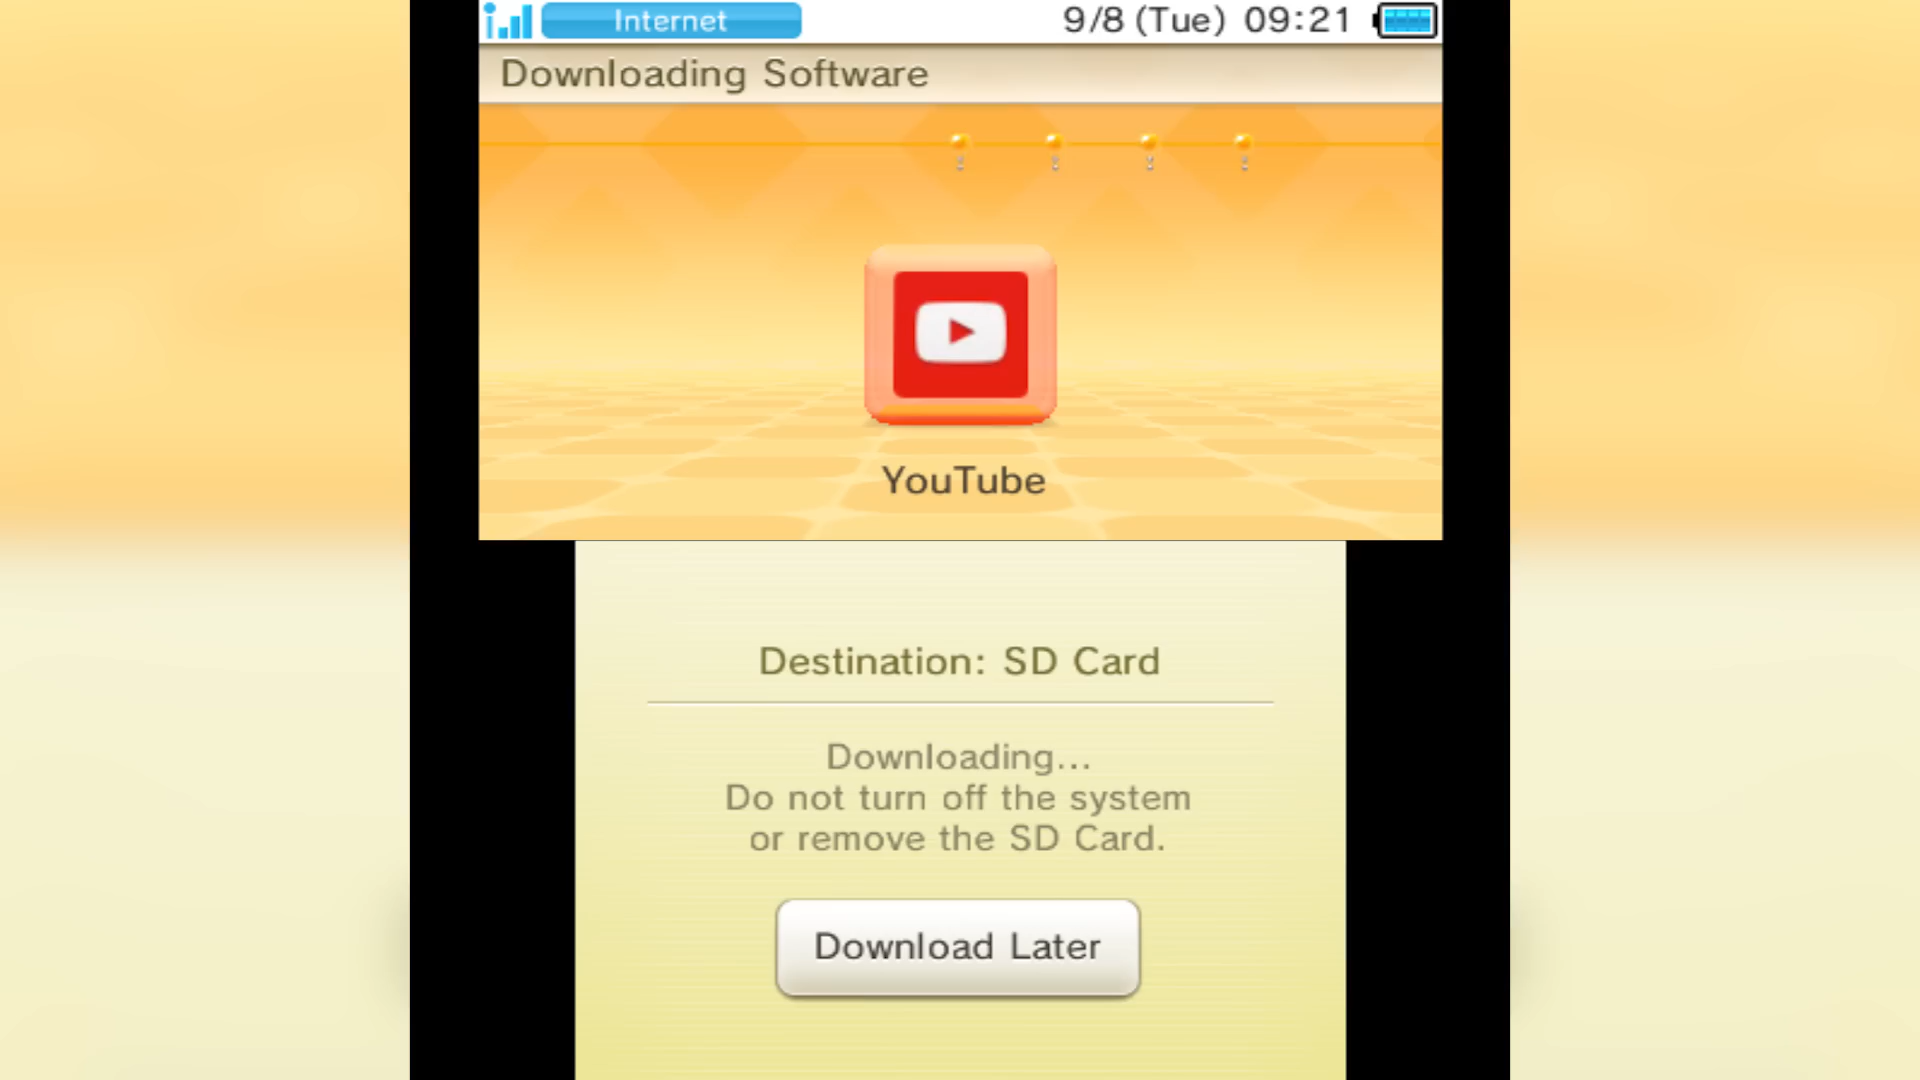 Internet
9/8 (Tue) 09:21
Downloading Software
YouTube
Destination: SD Card
Downloading...
Do not turn off the system
or remove the SD Card.
Download Later